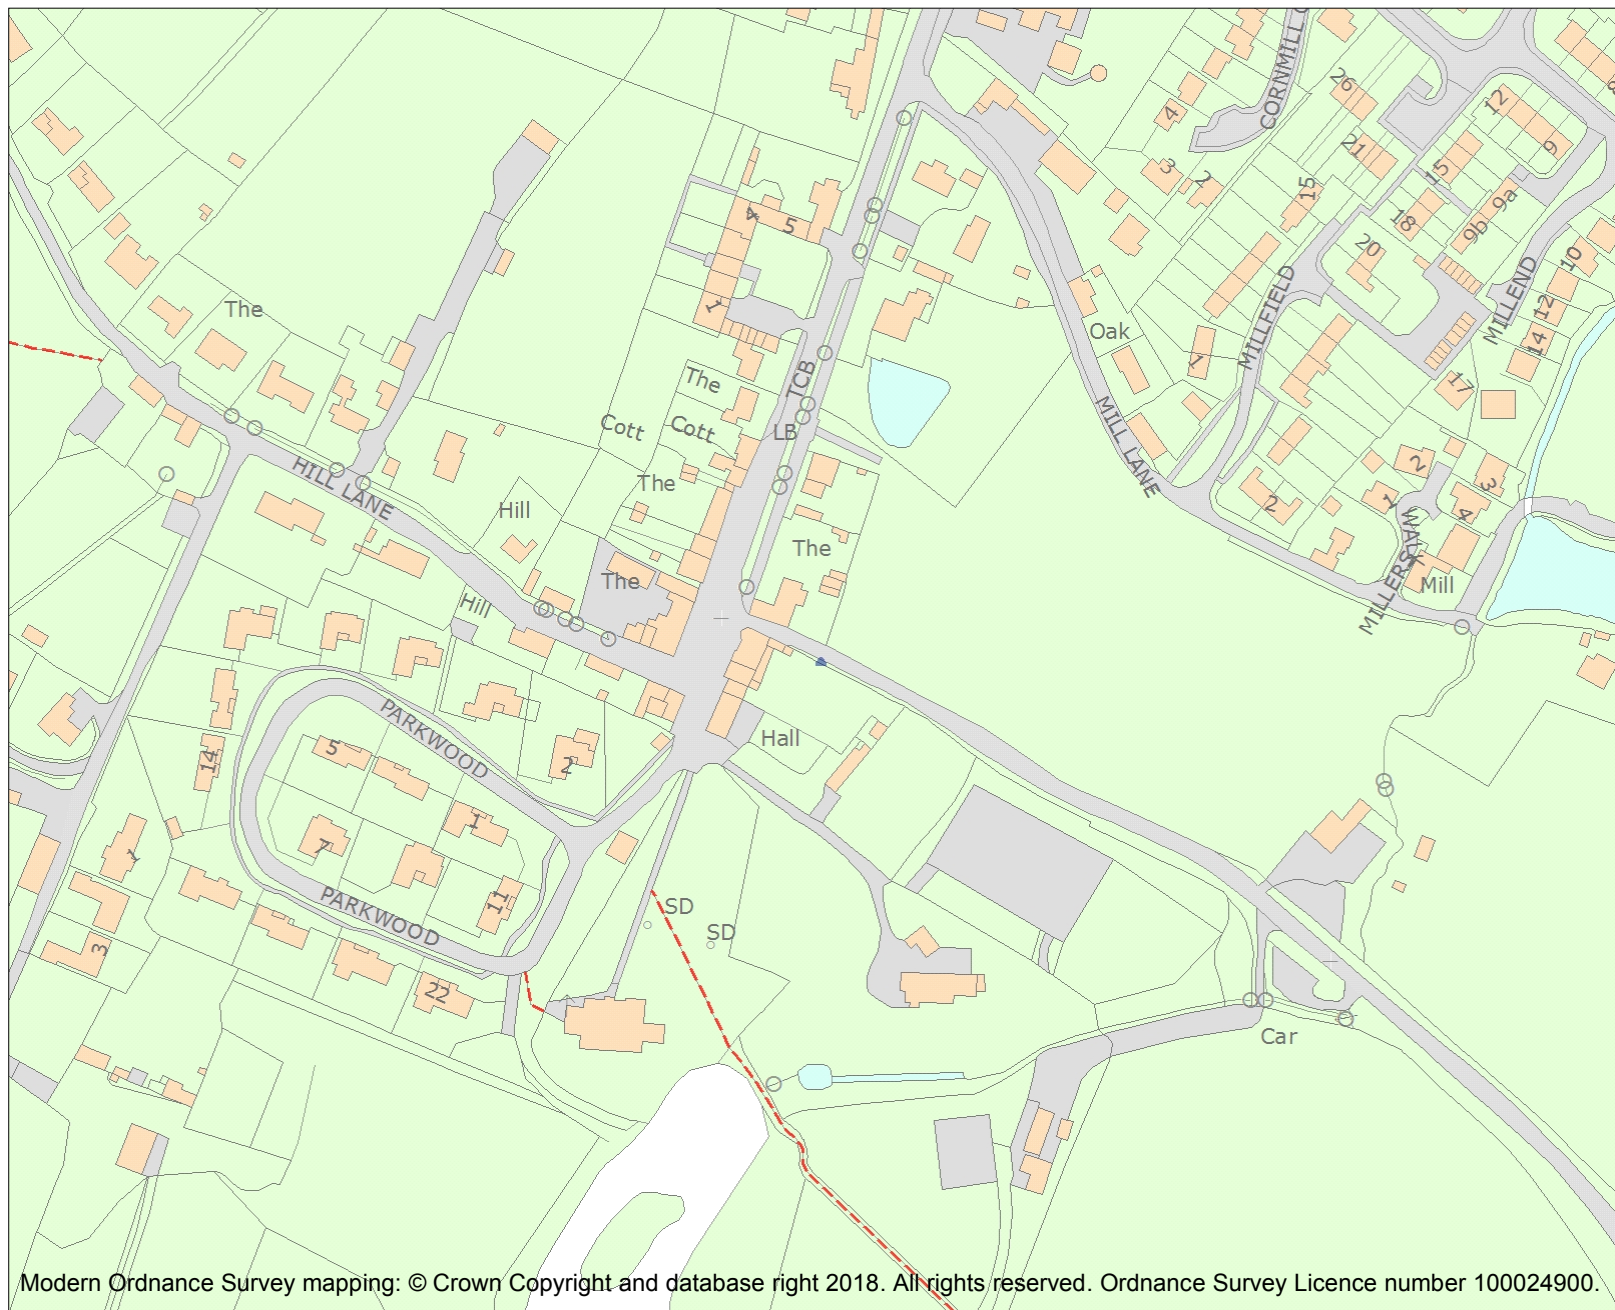 CORNMILL
26
12
4
21
9
3
2
15
15
9a
4
5
18
9b
20
10
The
1
MILLFIELD
MILLEND
12
Oak
14
1
TCB
The
17
Cott
Cott
LB
MILL LANE
HILL LANE
The
2
3
Hill
2
1
4
WALK
The
The
Mill
Hill
MILLERS
PARKWOOD
Hall
5
14
2
1
7
1
PARKWOOD
11
SD
SD
3
22
Car
Modern Ordnance Survey mapping: © Crown Copyright and database right 2018. All rights reserved. Ordnance Survey Licence number 100024900.